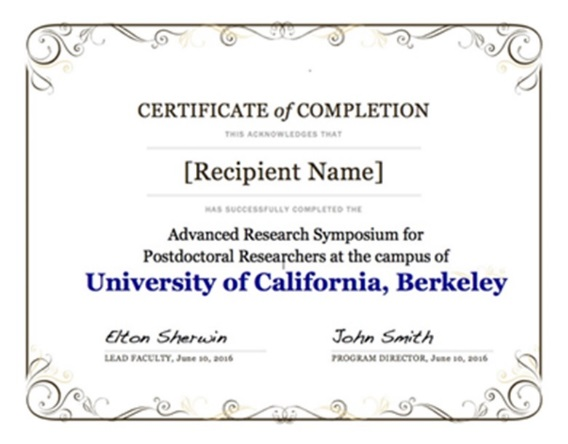 CERTIFICATE of COMPLETION
THIS ACKNOWLEDGES THAT
[Recipient Name]
HAS SUCCESSFULLY COMPLETED THE
Advanced Research Symposium for
Postdoctoral Researchers at the campus of
University of California, Berkeley
Elton Sherwin
John Smith
LEAD FACULTY, June 10, 2016
PROGRAM DIRECTOR, June 10, 2016